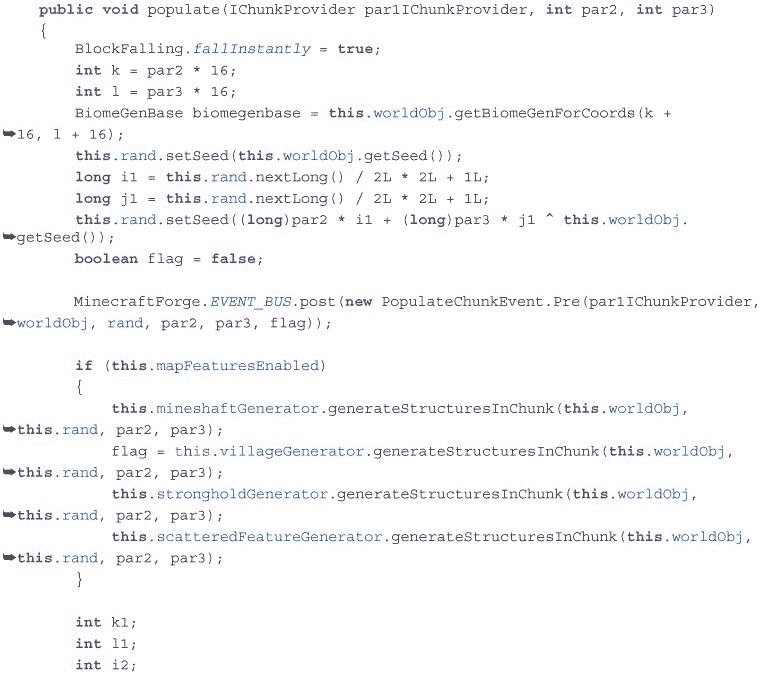 public void populate(IChunkProvider par1IChunkProvider, int par2, int par3)
{
BlockFalling.fallInstantly = true;
int k = par2 * 16;
int l = par3 * 16;
BiomeGenBase biomegenbase = this.worldObj.getBiomeGenForCoords(k +
➥16, l + 16);
this.rand.setSeed(this.worldObj.getSeed());
long i1 = this.rand.nextLong() / 2L * 2L + 1L;
long j1 = this.rand.nextLong() / 2L * 2L + 1L;
this.rand.setSeed((long)par2 * i1 + (long)par3 * j1 ^ this.worldObj.
➥getSeed());
boolean flag = false;
MinecraftForge.EVENT_BUS.post(new PopulateChunkEvent.Pre(par1IChunkProvider,
➥worldObj, rand, par2, par3, flag));
if (this.mapFeaturesEnabled)
{
this.mineshaftGenerator.generateStructuresInChunk(this.worldObj,
➥this.rand, par2, par3);
flag = this.villageGenerator.generateStructuresInChunk(this.worldObj,
➥this.rand, par2, par3);
this.strongholdGenerator.generateStructuresInChunk(this.worldObj,
➥this.rand, par2, par3);
this.scatteredFeatureGenerator.generateStructuresInChunk(this.worldObj,
➥this.rand, par2, par3);
}
int k1;
int l1;
int i2;